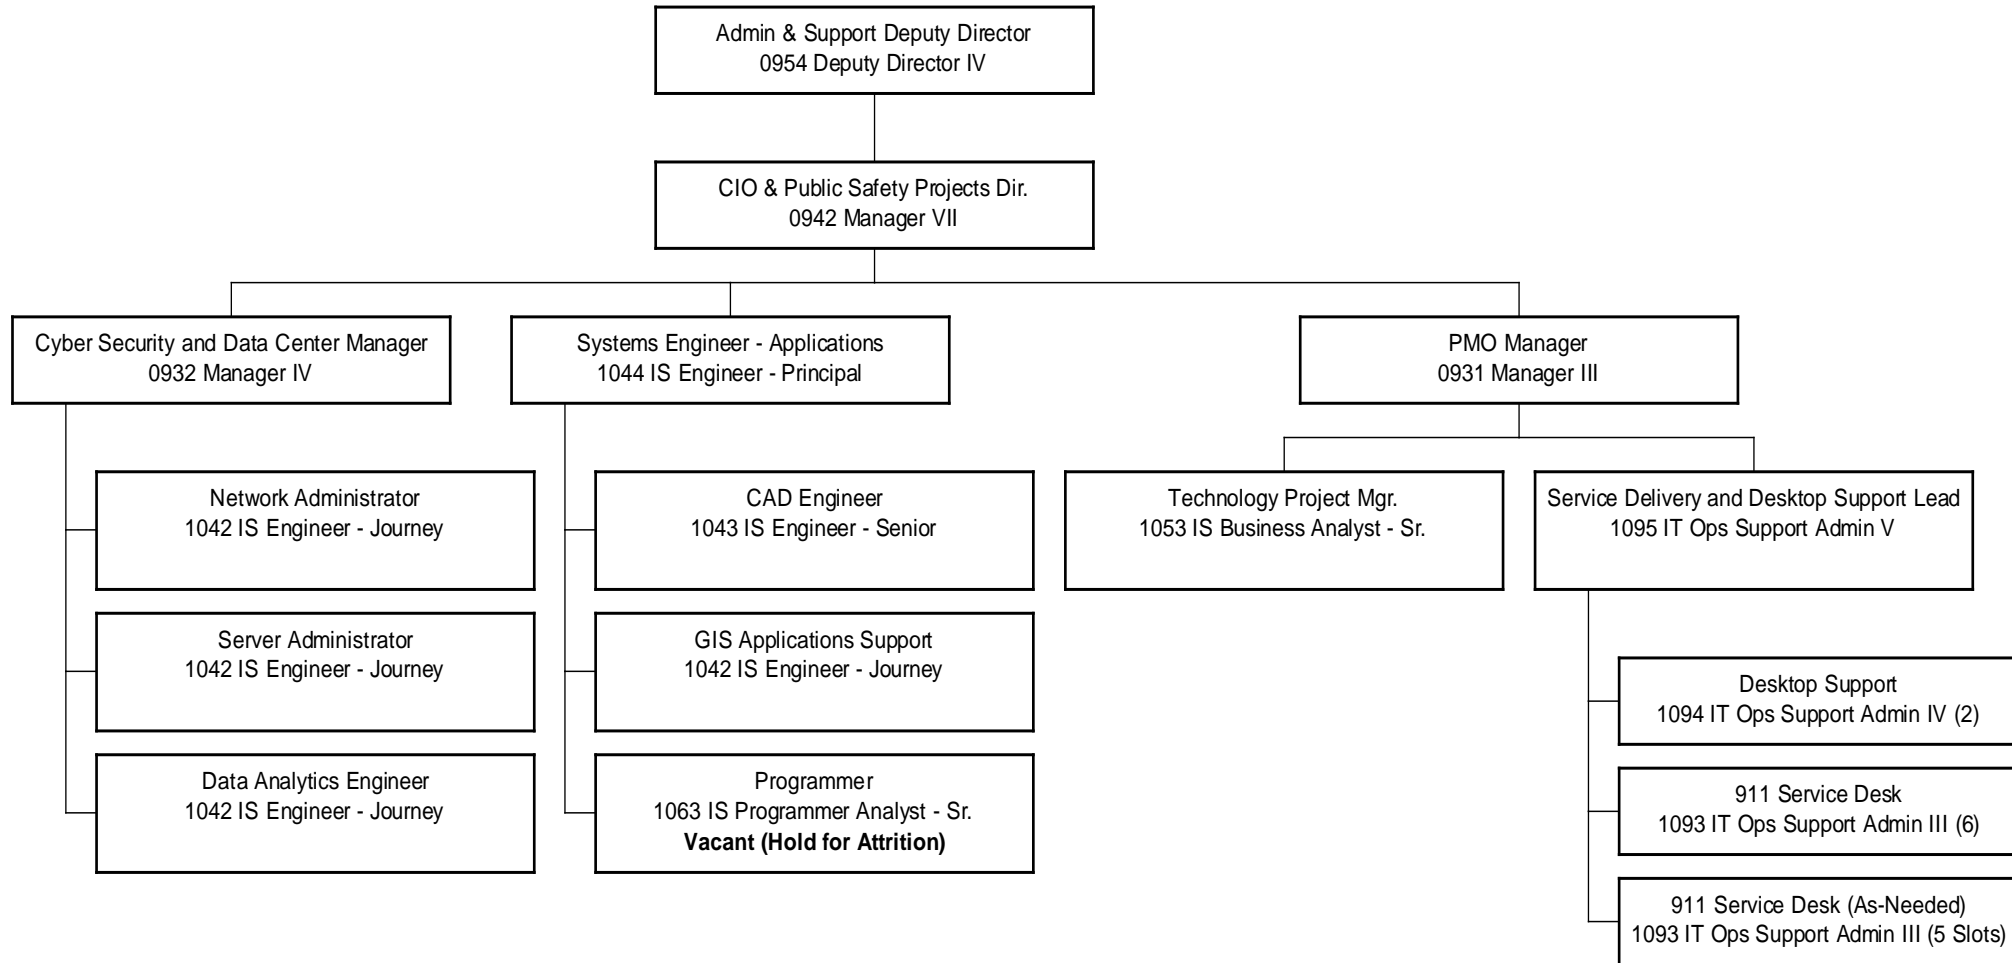 Admin & Support Deputy Director
0954 Deputy Director IV
CIO & Public Safety Projects Dir.
0942 Manager VII
Cyber Security and Data Center Manager
0932 Manager IV
Systems Engineer - Applications
1044 IS Engineer - Principal
PMO Manager
0931 Manager III
Network Administrator
1042 IS Engineer - Journey
CAD Engineer
1043 IS Engineer - Senior
Technology Project Mgr.
1053 IS Business Analyst - Sr.
Service Delivery and Desktop Support Lead
1095 IT Ops Support Admin V
Server Administrator
1042 IS Engineer - Journey
GIS Applications Support
1042 IS Engineer - Journey
Desktop Support
1094 IT Ops Support Admin IV (2)
Data Analytics Engineer
1042 IS Engineer - Journey
Programmer
1063 IS Programmer Analyst - Sr.
Vacant (Hold for Attrition)
911 Service Desk
1093 IT Ops Support Admin III (6)
911 Service Desk (As-Needed)
1093 IT Ops Support Admin III (5 Slots)